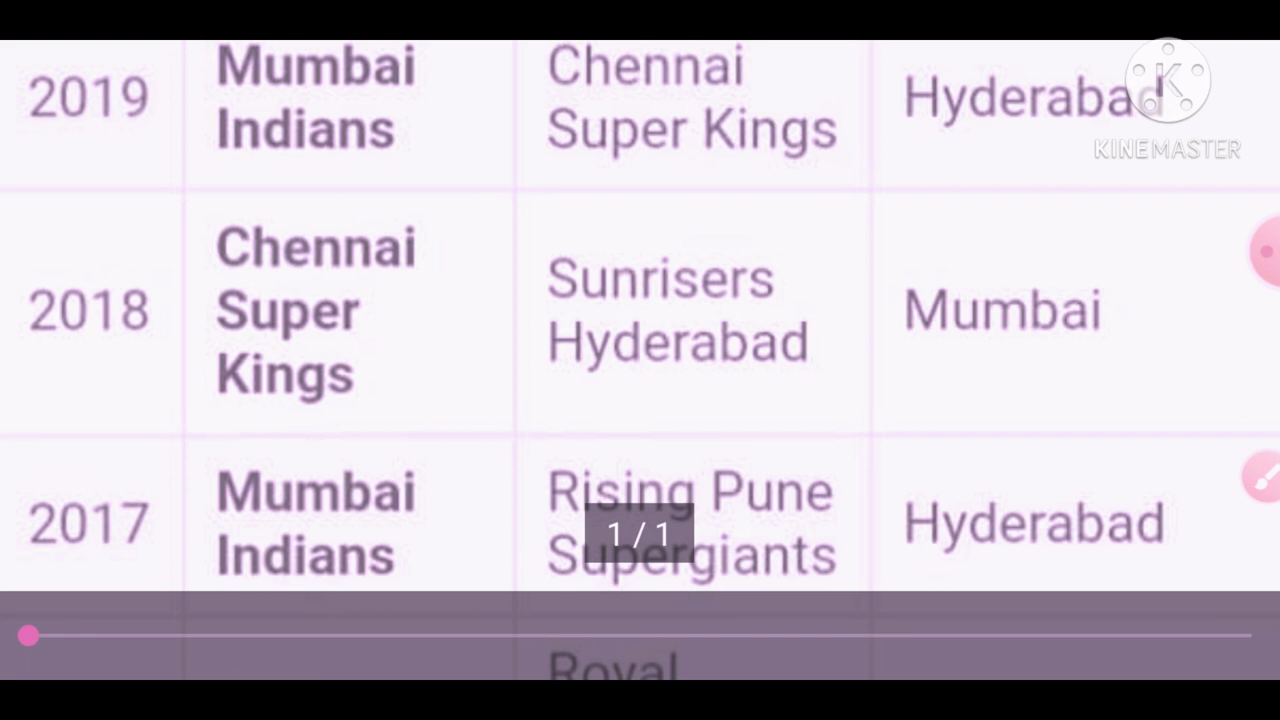 2019
Mumbai
Indians
Chennai
Super Kings
Hyderabad
KINEMASTER
2018
Chennai
Super
Kings
Sunrisers
Hyderabad
Mumbai
2017
Mumbai
Indians
Rising Pune
Supergiants
Hyderabad
1 / 1
Royal